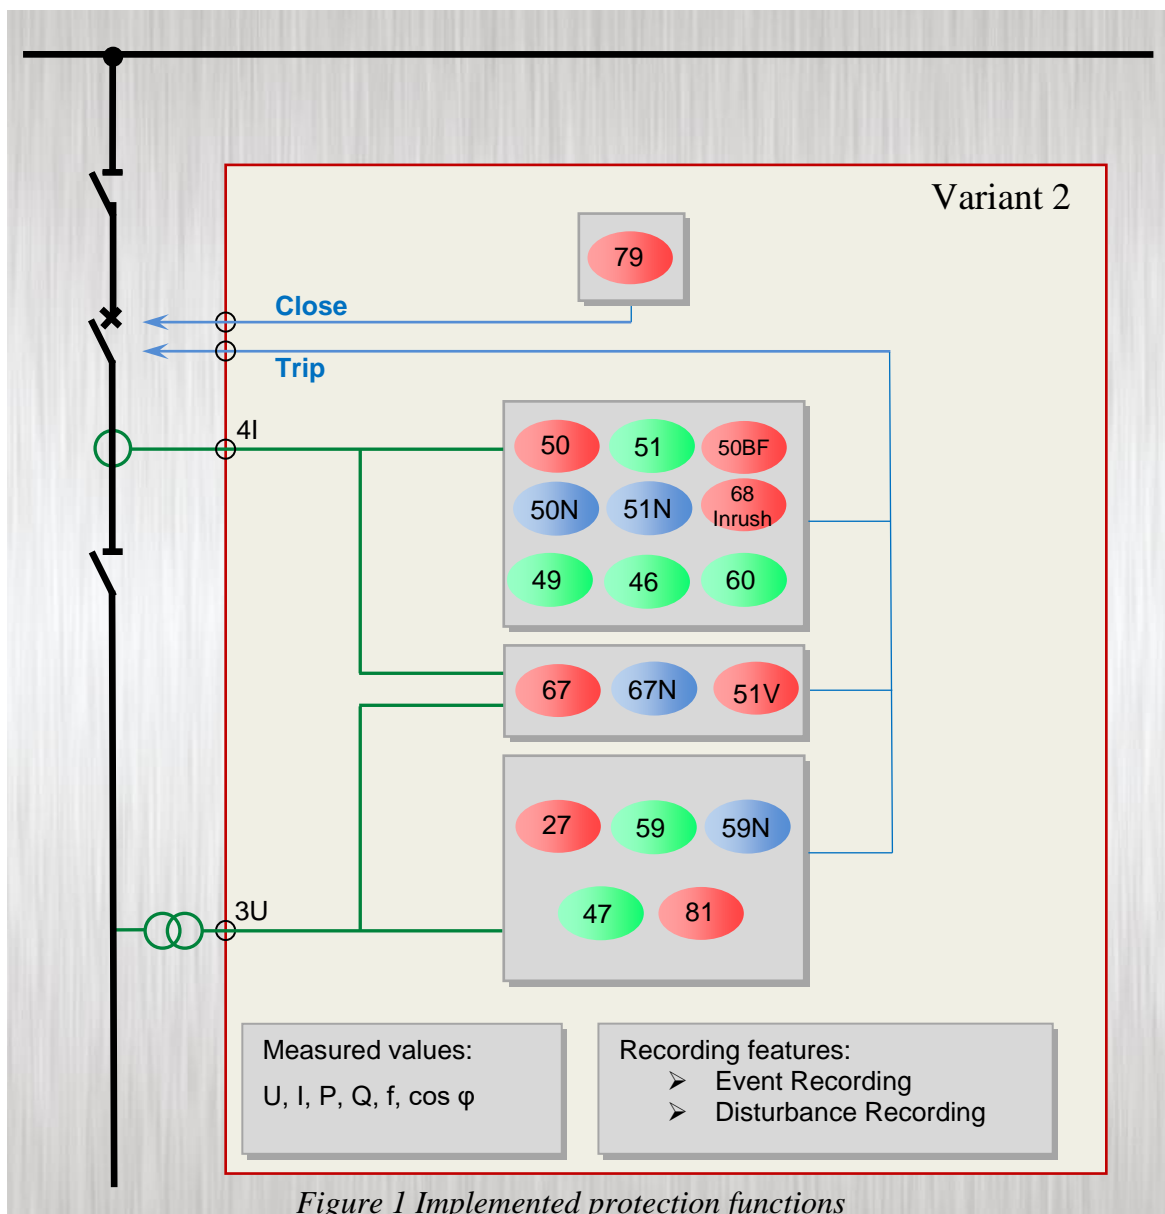 Variant 2
79
Close
Trip
4I
50 51 50BF
50N 51N 68
Inrush
49 46 60
67 67N 51V
27 59 59N
47 81
3U
Measured values:
U, I, P, Q, f, cos φ
Recording features:
➢ Event Recording
➢ Disturbance Recording
Figure 1 Implemented protection functions